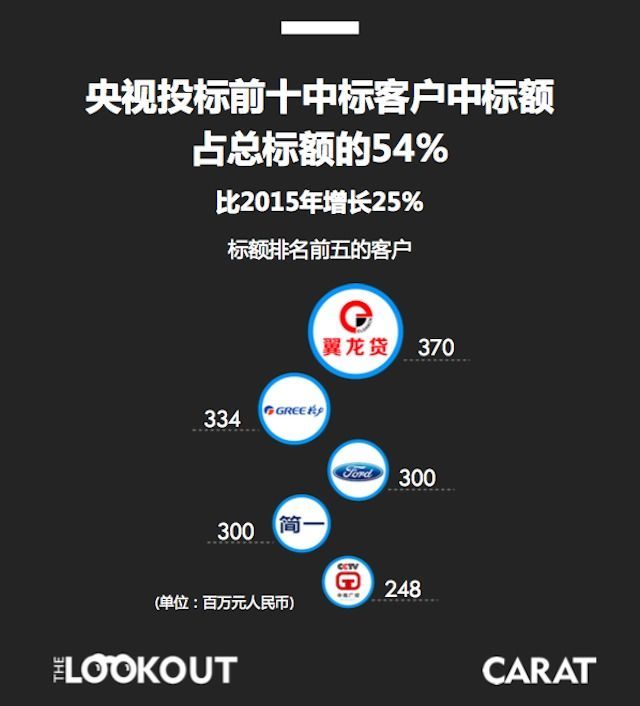 央视投标前十中标客户中标额
占总标额的54%
比2015年增长25%
标额排名前五的客户
翼龙贷
370
GREE格力
334
Ford
300
简一
300
CCTV
248
(单位：百万元人民币)
THE LOOKOUT
CARAT